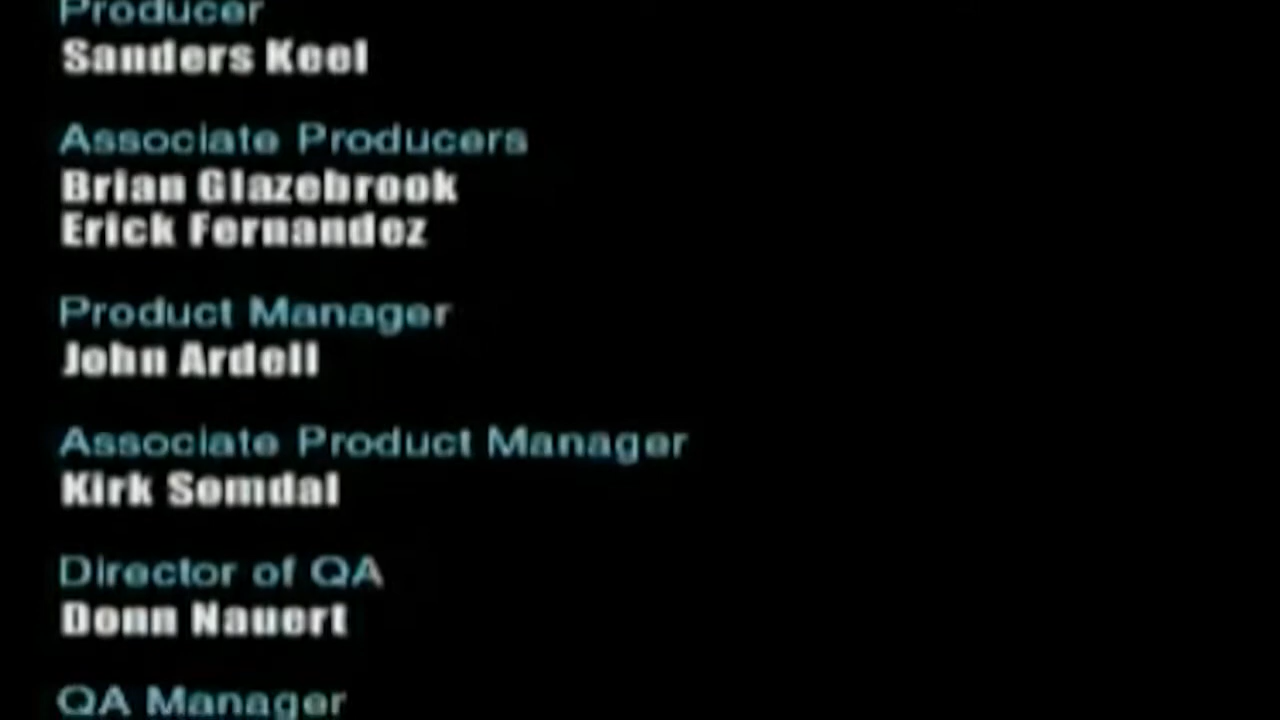 Producer
Sanders Keel
Associate Producers
Brian Glazebrook
Erick Fernandez
Product Manager
John Ardell
Associate Product Manager
Kirk Somdal
Director of QA
Donn Nauert
QA Manager